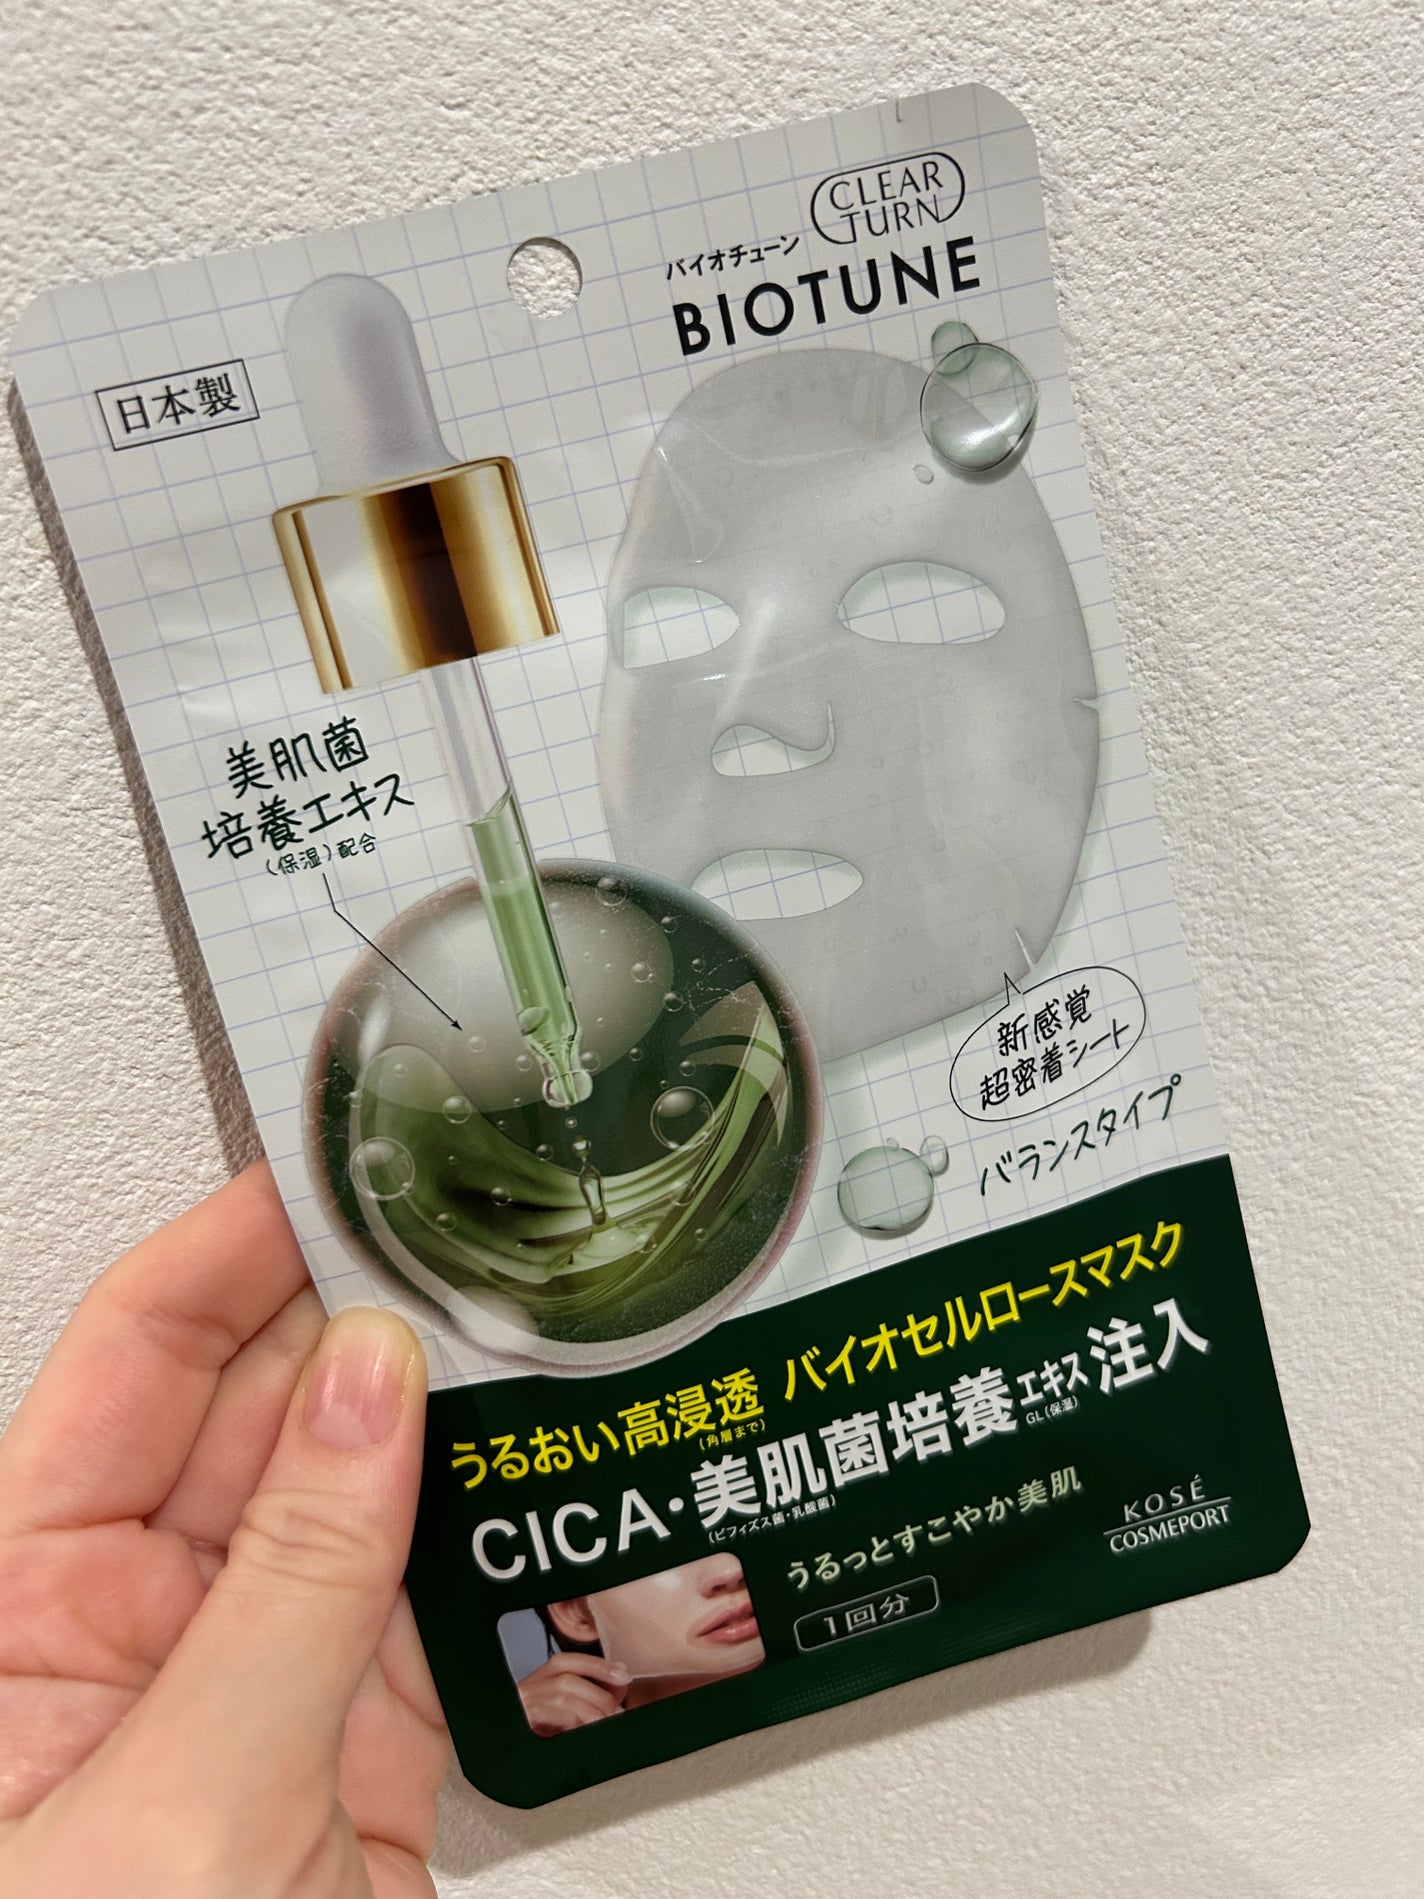 CLEAR
TURN
バイオチューン
BIOTUNE
日本製
美肌菌
培養エキス
(保湿)配合
新感覚
超密着シート
バランスタイプ
うるおい高浸透 バイオセルロースマスク
(角層まで)
CICA・美肌菌培養エキス注入
GL(保湿)
(ビフィズス菌・乳酸菌)
うるっとすこやか美肌
1回分
KOSÉ
COSMEPORT